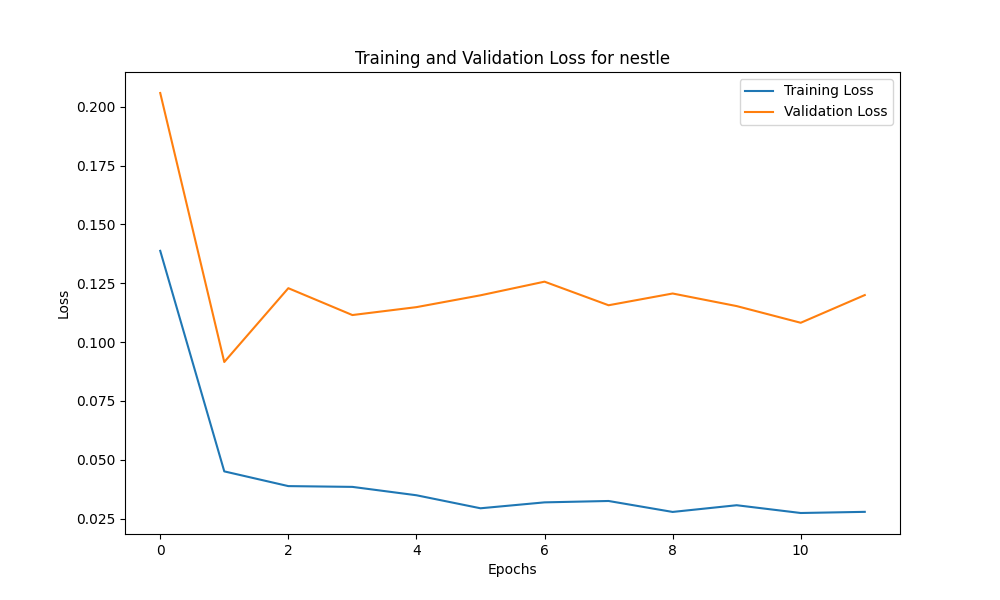 Training and Validation Loss for nestle
Training Loss
Validation Loss
0.200
0.175
0.150
0.125
0.100
0.075
0.050
0.025
Loss
0 2 4 6 8 10
Epochs